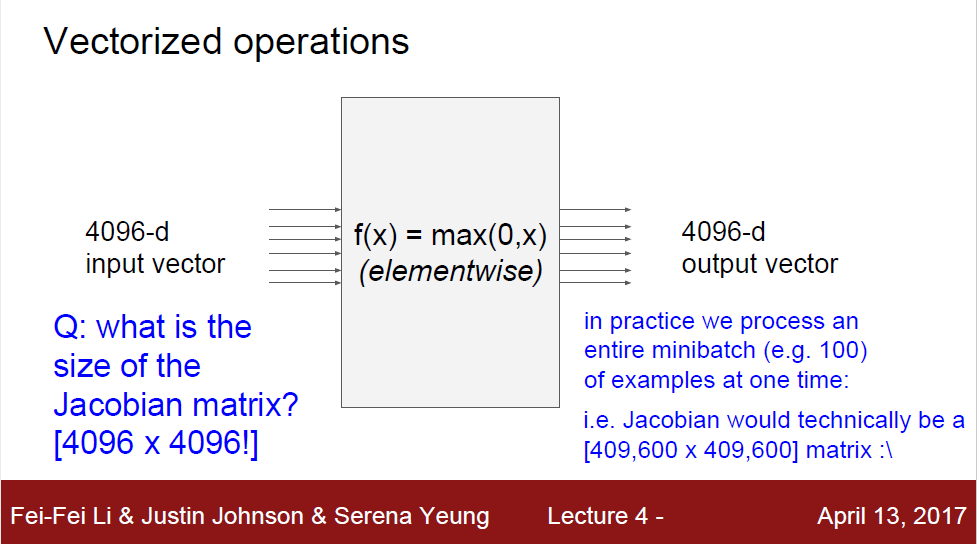 Vectorized operations
4096-d
input vector
f(x) = max(0,x)
(elementwise)
4096-d
output vector
Q: what is the
size of the
Jacobian matrix?
[4096 x 4096!]
in practice we process an
entire minibatch (e.g. 100)
of examples at one time:
i.e. Jacobian would technically be a
[409,600 x 409,600] matrix :\
Fei-Fei Li & Justin Johnson & Serena Yeung Lecture 4 - April 13, 2017